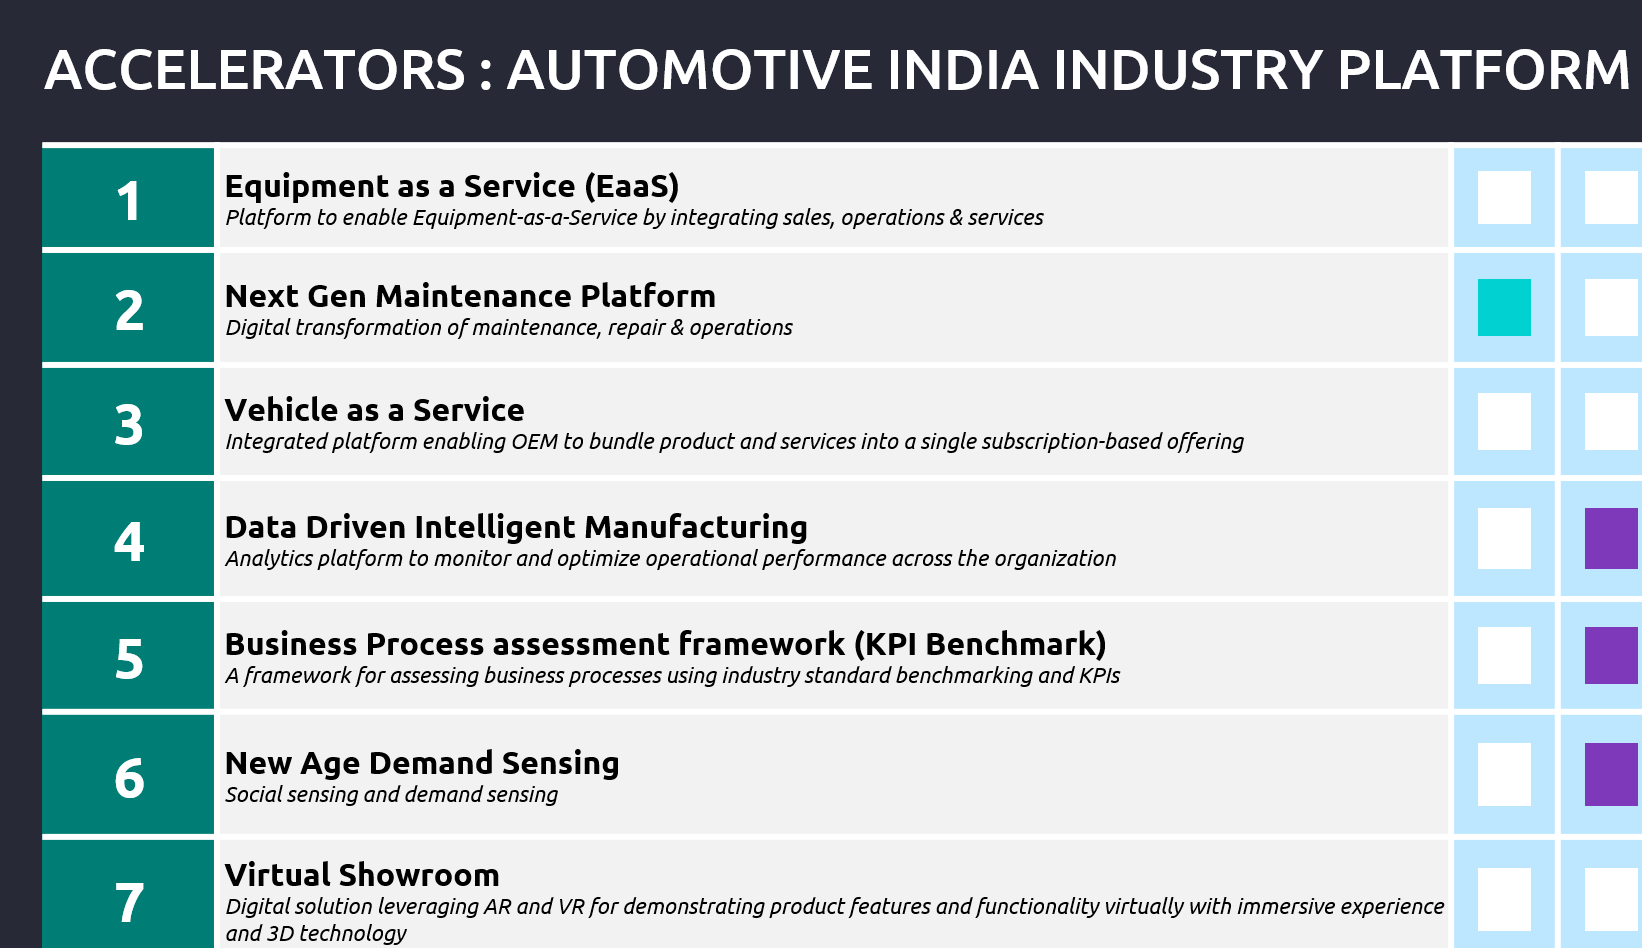 ACCELERATORS : AUTOMOTIVE INDIA INDUSTRY PLATFORM
1
Equipment as a Service (EaaS)
Platform to enable Equipment-as-a-Service by integrating sales, operations & services
2
Next Gen Maintenance Platform
Digital transformation of maintenance, repair & operations
3
Vehicle as a Service
Integrated platform enabling OEM to bundle product and services into a single subscription-based offering
4
Data Driven Intelligent Manufacturing
Analytics platform to monitor and optimize operational performance across the organization
5
Business Process assessment framework (KPI Benchmark)
A framework for assessing business processes using industry standard benchmarking and KPIs
6
New Age Demand Sensing
Social sensing and demand sensing
7
Virtual Showroom
Digital solution leveraging AR and VR for demonstrating product features and functionality virtually with immersive experience
and 3D technology